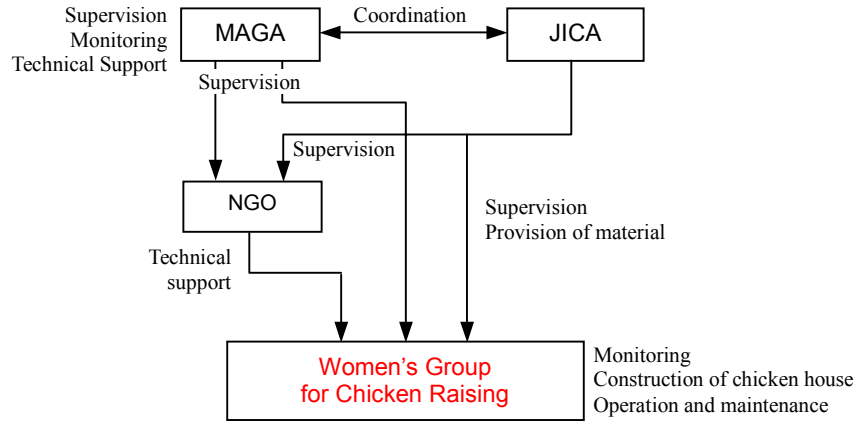 Supervision
Monitoring
Technical Support
MAGA
Coordination
JICA
Supervision
Supervision
NGO
Supervision
Provision of material
Technical
support
Women's Group
for Chicken Raising
Monitoring
Construction of chicken house
Operation and maintenance